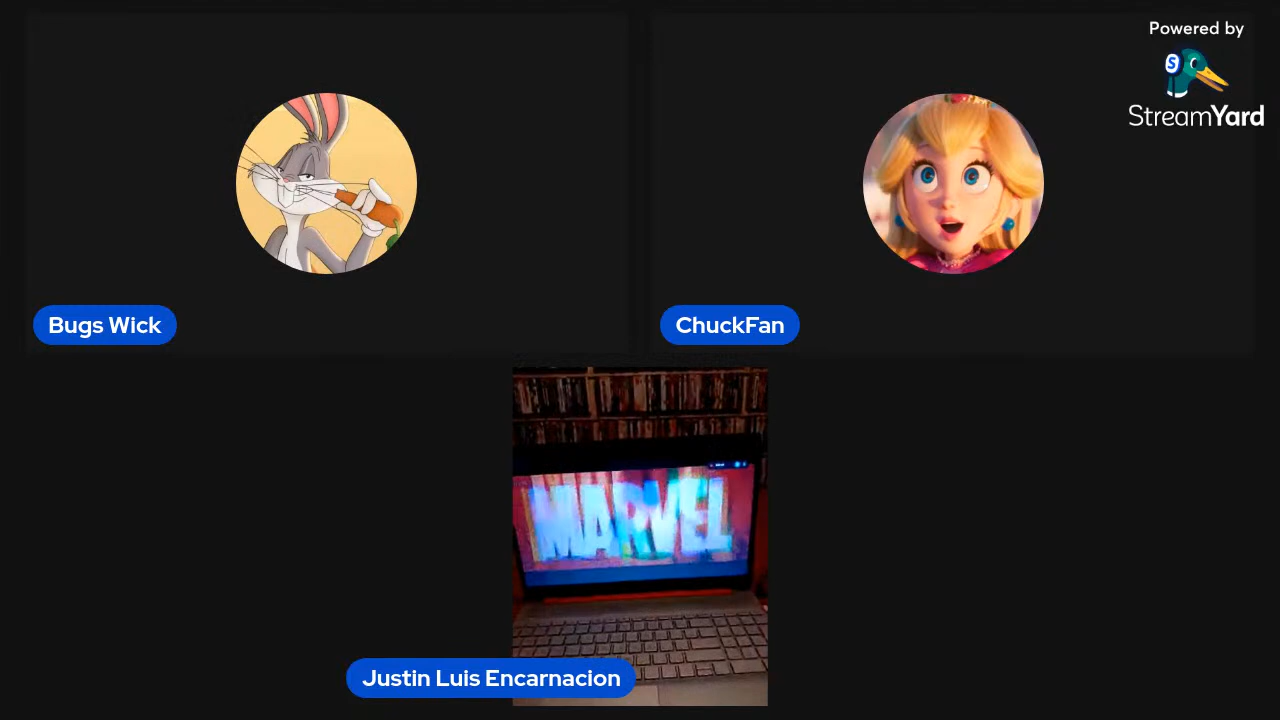 Powered by
S
StreamYard
Bugs Wick
ChuckFan
MARVEL
Justin Luis Encarnacion